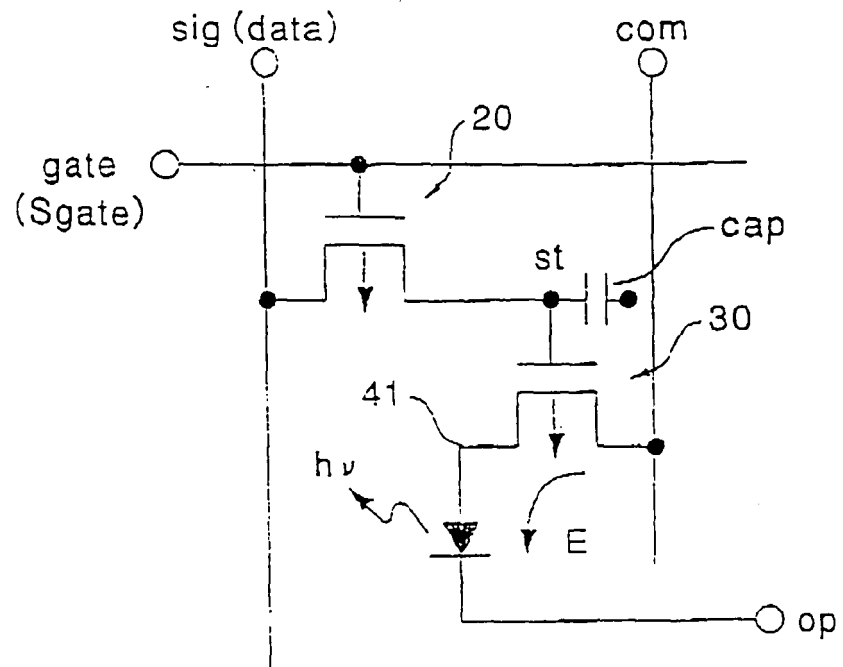 sig (data)
com
20
gate
(Sgate)
cap
st
30
41
hν
E
op